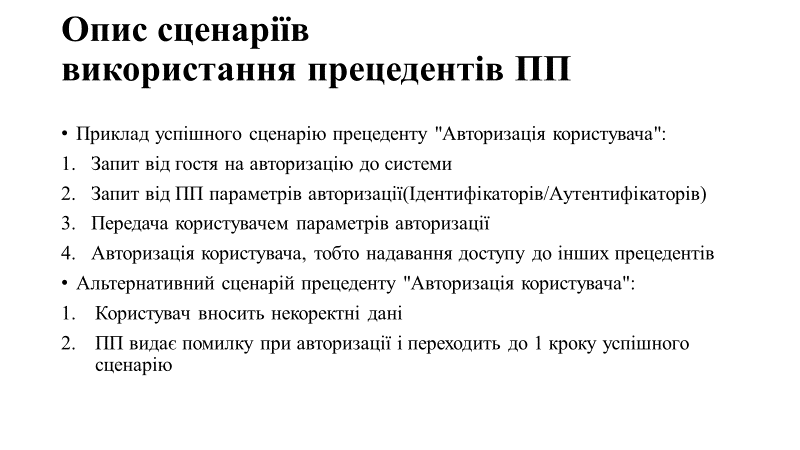 Опис сценаріїв
використання прецедентів ПП
• Приклад успішного сценарію прецеденту "Авторизація користувача":
1. Запит від гостя на авторизацію до системи
2. Запит від ПП параметрів авторизації(Ідентифікаторів/Аутентифікаторів)
3. Передача користувачем параметрів авторизації
4. Авторизація користувача, тобто надавання доступу до інших прецедентів
• Альтернативний сценарій прецеденту "Авторизація користувача":
1. Користувач вносить некоректні дані
2. ПП видає помилку при авторизації і переходить до 1 кроку успішного
сценарію